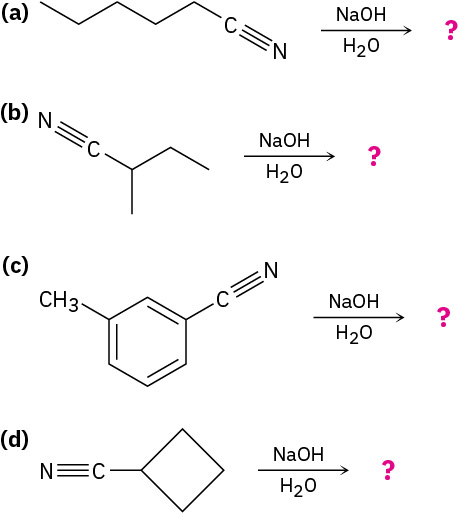 (a)
C≡N
NaOH
H₂O
?
(b)
N≡C
NaOH
H₂O
?
(c)
CH₃
C≡N
NaOH
H₂O
?
(d)
N≡C
NaOH
H₂O
?